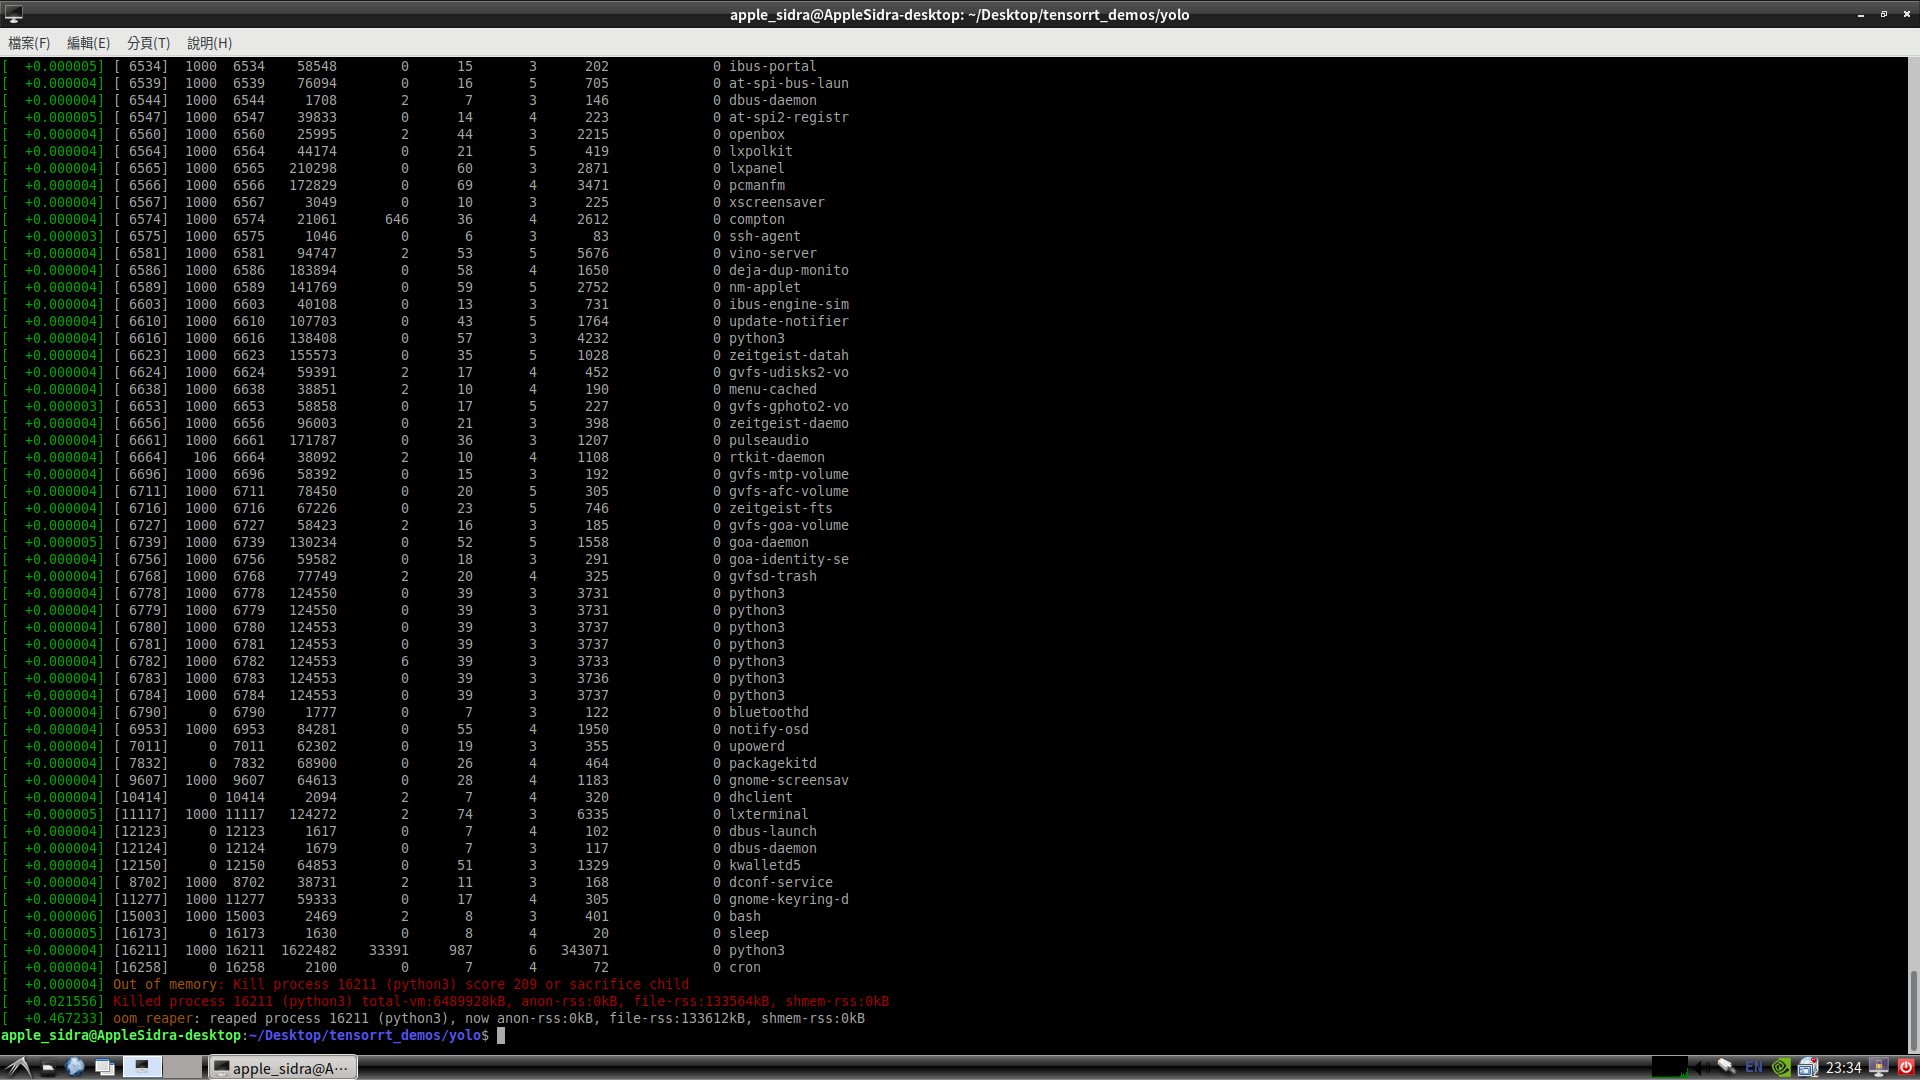 apple_sidra@AppleSidra-desktop: ~/Desktop/tensorrt_demos/yolo
檔案(F) 編輯(E) 分頁(T) 說明(H)
[ +0.000005] [ 6534] 1000 6534 58548 0 15 3 202 0 ibus-portal
[ +0.000004] [ 6539] 1000 6539 76094 0 16 5 705 0 at-spi-bus-laun
[ +0.000004] [ 6544] 1000 6544 1708 2 7 3 146 0 dbus-daemon
[ +0.000005] [ 6547] 1000 6547 39833 0 14 4 223 0 at-spi2-registr
[ +0.000004] [ 6560] 1000 6560 25995 2 44 3 2215 0 openbox
[ +0.000004] [ 6564] 1000 6564 44174 0 21 5 419 0 lxpolkit
[ +0.000004] [ 6565] 1000 6565 210298 0 60 3 2871 0 lxpanel
[ +0.000004] [ 6566] 1000 6566 172829 0 69 4 3471 0 pcmanfm
[ +0.000004] [ 6567] 1000 6567 3049 0 10 3 225 0 xscreensaver
[ +0.000004] [ 6574] 1000 6574 21061 646 36 4 2612 0 compton
[ +0.000003] [ 6575] 1000 6575 1046 0 6 3 83 0 ssh-agent
[ +0.000004] [ 6581] 1000 6581 94747 2 53 5 5676 0 vino-server
[ +0.000004] [ 6586] 1000 6586 183894 0 58 4 1650 0 deja-dup-monito
[ +0.000004] [ 6589] 1000 6589 141769 0 59 5 2752 0 nm-applet
[ +0.000004] [ 6603] 1000 6603 40108 0 13 3 731 0 ibus-engine-sim
[ +0.000004] [ 6610] 1000 6610 107703 0 43 5 1764 0 update-notifier
[ +0.000004] [ 6616] 1000 6616 138408 0 57 3 4232 0 python3
[ +0.000004] [ 6623] 1000 6623 155573 0 35 5 1028 0 zeitgeist-datah
[ +0.000004] [ 6624] 1000 6624 59391 2 17 4 452 0 gvfs-udisks2-vo
[ +0.000004] [ 6638] 1000 6638 38851 2 10 4 190 0 menu-cached
[ +0.000003] [ 6653] 1000 6653 58858 0 17 5 227 0 gvfs-gphoto2-vo
[ +0.000004] [ 6656] 1000 6656 96003 0 21 3 398 0 zeitgeist-daemo
[ +0.000004] [ 6661] 1000 6661 171787 0 36 3 1207 0 pulseaudio
[ +0.000004] [ 6664] 106 6664 38092 2 10 4 1108 0 rtkit-daemon
[ +0.000004] [ 6696] 1000 6696 58392 0 15 3 192 0 gvfs-mtp-volume
[ +0.000004] [ 6711] 1000 6711 78450 0 20 5 305 0 gvfs-afc-volume
[ +0.000004] [ 6716] 1000 6716 67226 0 23 5 746 0 zeitgeist-fts
[ +0.000004] [ 6727] 1000 6727 58423 2 16 3 185 0 gvfs-goa-volume
[ +0.000005] [ 6739] 1000 6739 130234 0 52 5 1558 0 goa-daemon
[ +0.000004] [ 6756] 1000 6756 59582 0 18 3 291 0 goa-identity-se
[ +0.000004] [ 6768] 1000 6768 77749 2 20 4 325 0 gvfsd-trash
[ +0.000004] [ 6778] 1000 6778 124550 0 39 3 3731 0 python3
[ +0.000004] [ 6779] 1000 6779 124550 0 39 3 3731 0 python3
[ +0.000004] [ 6780] 1000 6780 124553 0 39 3 3737 0 python3
[ +0.000004] [ 6781] 1000 6781 124553 0 39 3 3737 0 python3
[ +0.000004] [ 6782] 1000 6782 124553 6 39 3 3733 0 python3
[ +0.000004] [ 6783] 1000 6783 124553 0 39 3 3736 0 python3
[ +0.000004] [ 6784] 1000 6784 124553 0 39 3 3737 0 python3
[ +0.000004] [ 6790] 0 6790 1777 0 7 3 122 0 bluetoothd
[ +0.000004] [ 6953] 1000 6953 84281 0 55 4 1950 0 notify-osd
[ +0.000004] [ 7011] 0 7011 62302 0 19 3 355 0 upowerd
[ +0.000004] [ 7832] 0 7832 68900 0 26 4 464 0 packagekitd
[ +0.000004] [ 9607] 1000 9607 64613 0 28 4 1183 0 gnome-screensav
[ +0.000004] [10414] 0 10414 2094 2 7 4 320 0 dhclient
[ +0.000005] [11117] 1000 11117 124272 2 74 3 6335 0 lxterminal
[ +0.000004] [12123] 0 12123 1617 0 7 4 102 0 dbus-launch
[ +0.000004] [12124] 0 12124 1679 0 7 3 117 0 dbus-daemon
[ +0.000004] [12150] 0 12150 64853 0 51 3 1329 0 kwalletd5
[ +0.000004] [ 8702] 1000 8702 38731 2 11 3 168 0 dconf-service
[ +0.000004] [11277] 1000 11277 59333 0 17 4 305 0 gnome-keyring-d
[ +0.000006] [15003] 1000 15003 2469 2 8 3 401 0 bash
[ +0.000005] [16173] 0 16173 1630 0 8 4 20 0 sleep
[ +0.000004] [16211] 1000 16211 1622482 33391 987 6 343071 0 python3
[ +0.000004] [16258] 0 16258 2100 0 7 4 72 0 cron
[ +0.000004] Out of memory: Kill process 16211 (python3) score 209 or sacrifice child
[ +0.021556] Killed process 16211 (python3) total-vm:6489928kB, anon-rss:0kB, file-rss:133564kB, shmem-rss:0kB
[ +0.467233] oom_reaper: reaped process 16211 (python3), now anon-rss:0kB, file-rss:133612kB, shmem-rss:0kB
apple_sidra@AppleSidra-desktop:~/Desktop/tensorrt_demos/yolo$
apple_sidra@A··· EN 23:34